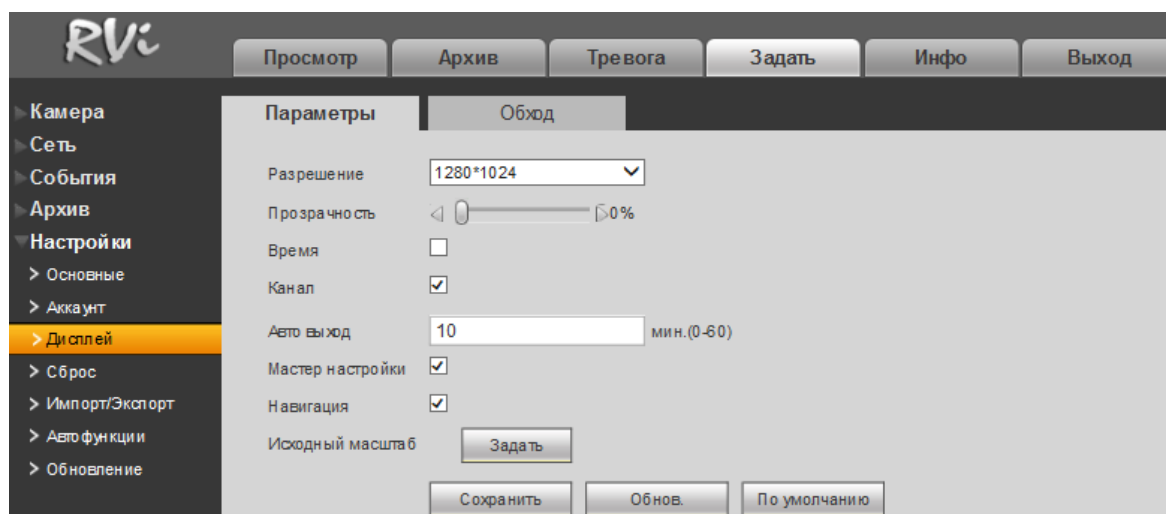 RVi
Просмотр Архив Тревога Задать Инфо Выход
Камера
Сеть
События
Архив
Настройки
> Основные
> Аккаунт
> Дисплей
> Сброс
> Импорт/Экспорт
> Автофункции
> Обновление
Параметры Обход
Разрешение 1280*1024
Прозрачность 0%
Время
Канал
Авто выход 10 мин.(0-60)
Мастер настройки
Навигация
Исходный масштаб Задать
Сохранить Обнов. По умолчанию